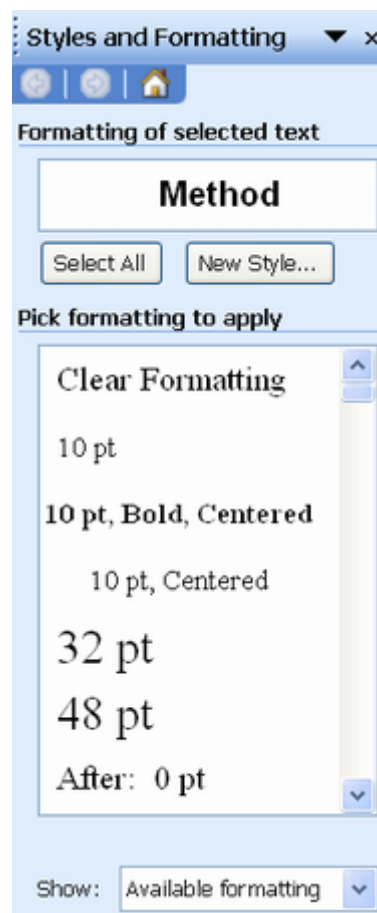 Styles and Formatting
Formatting of selected text
Method
Select All New Style...
Pick formatting to apply
Clear Formatting
10 pt
10 pt, Bold, Centered
10 pt, Centered
32 pt
48 pt
After: 0 pt
Show: Available formatting